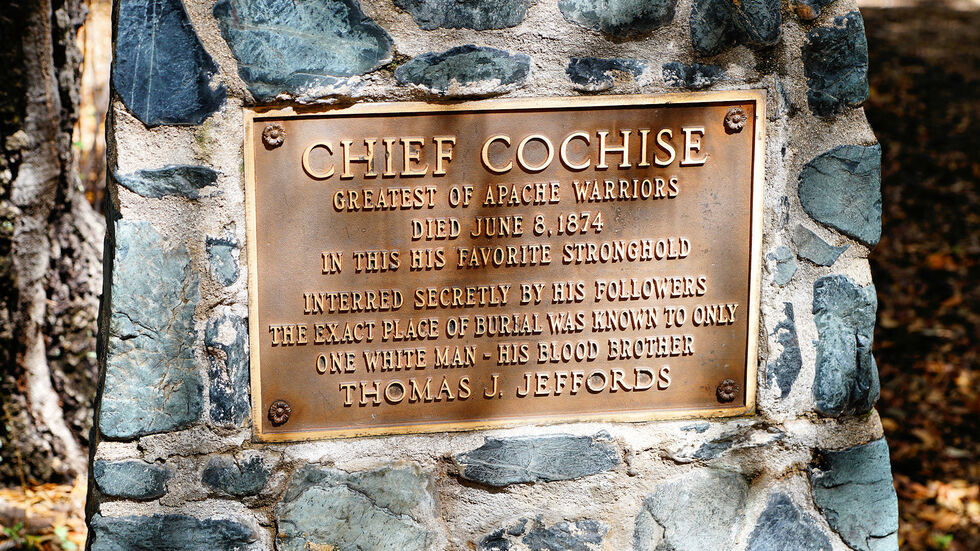 CHIEF COCHISE
GREATEST OF APACHE WARRIORS
DIED JUNE 8, 1874
IN THIS HIS FAVORITE STRONGHOLD
INTERRED SECRETLY BY HIS FOLLOWERS
THE EXACT PLACE OF BURIAL WAS KNOWN TO ONLY
ONE WHITE MAN - HIS BLOOD BROTHER
THOMAS J. JEFFORDS